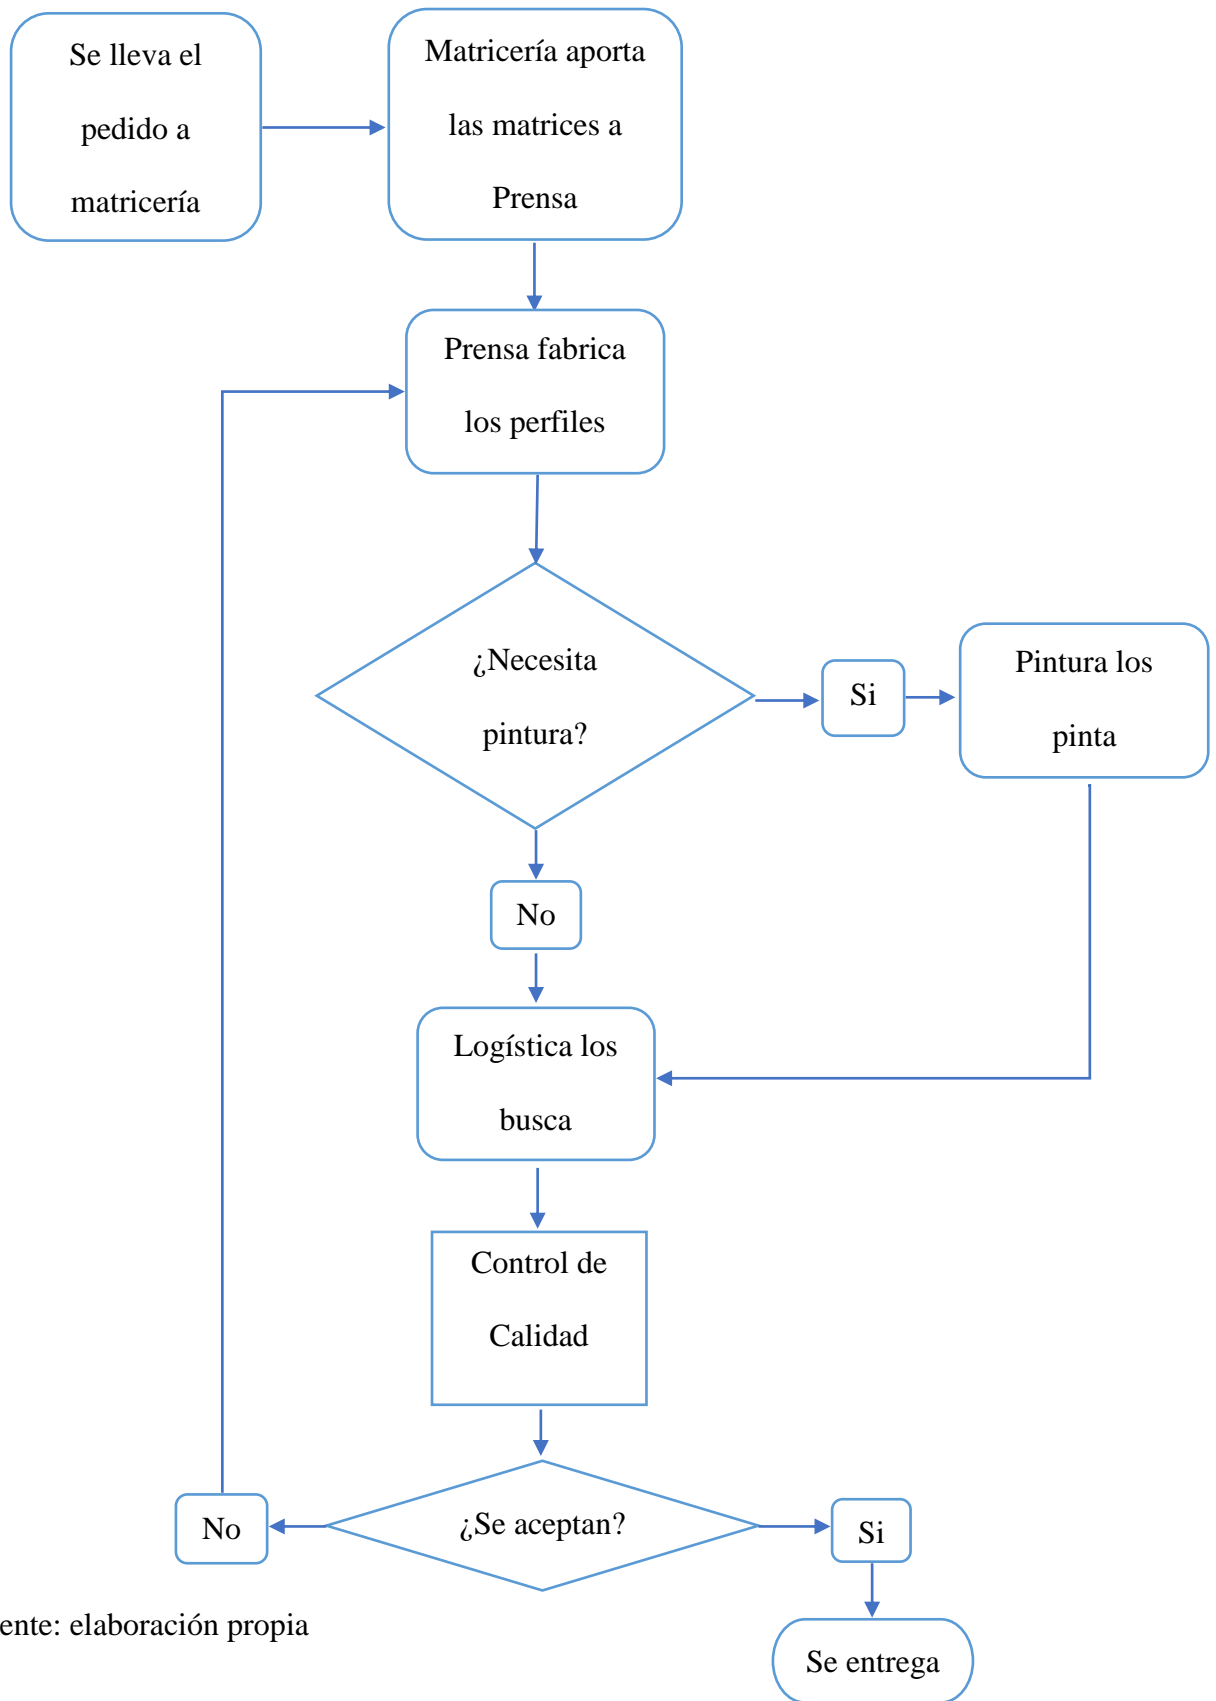 Se lleva el
pedido a
matricería
Matricería aporta
las matrices a
Prensa
Prensa fabrica
los perfiles
¿Necesita
pintura?
Si
Pintura los
pinta
No
Logística los
busca
Control de
Calidad
¿Se aceptan?
No
Si
Se entrega
ente: elaboración propia